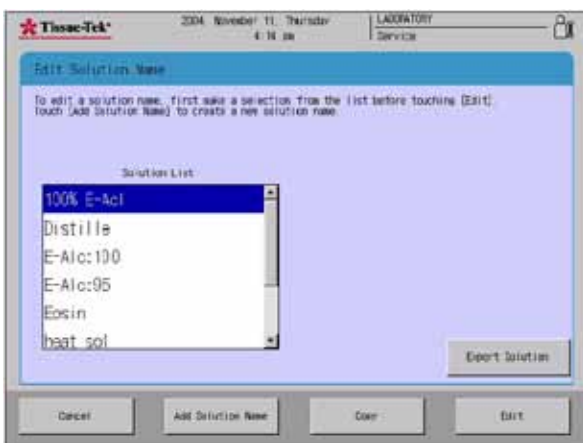 Tissue-Tek®
2004 November 11, Thursday
4:14 pm
LABORATORY
Service
Edit Solution Name
To edit a solution name, first make a selection from the list before touching [Edit].
Touch [Add Solution Name] to create a new solution name.
Solution List
100% E-Acl
Distille
E-Alc:100
E-Alc:95
Eosin
heat sol
Export Solution
Cancel
Add Solution Name
Copy
Edit